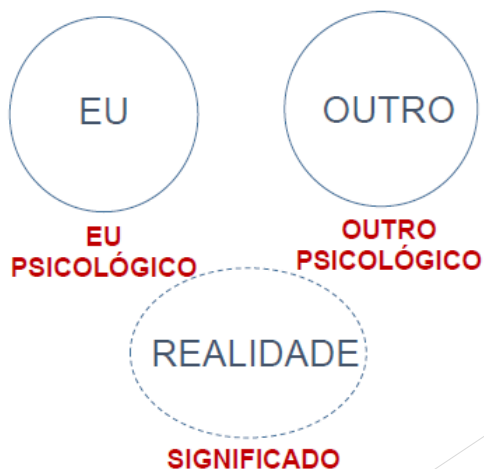 EU
OUTRO
EU
PSICOLÓGICO
OUTRO
PSICOLÓGICO
REALIDADE
SIGNIFICADO